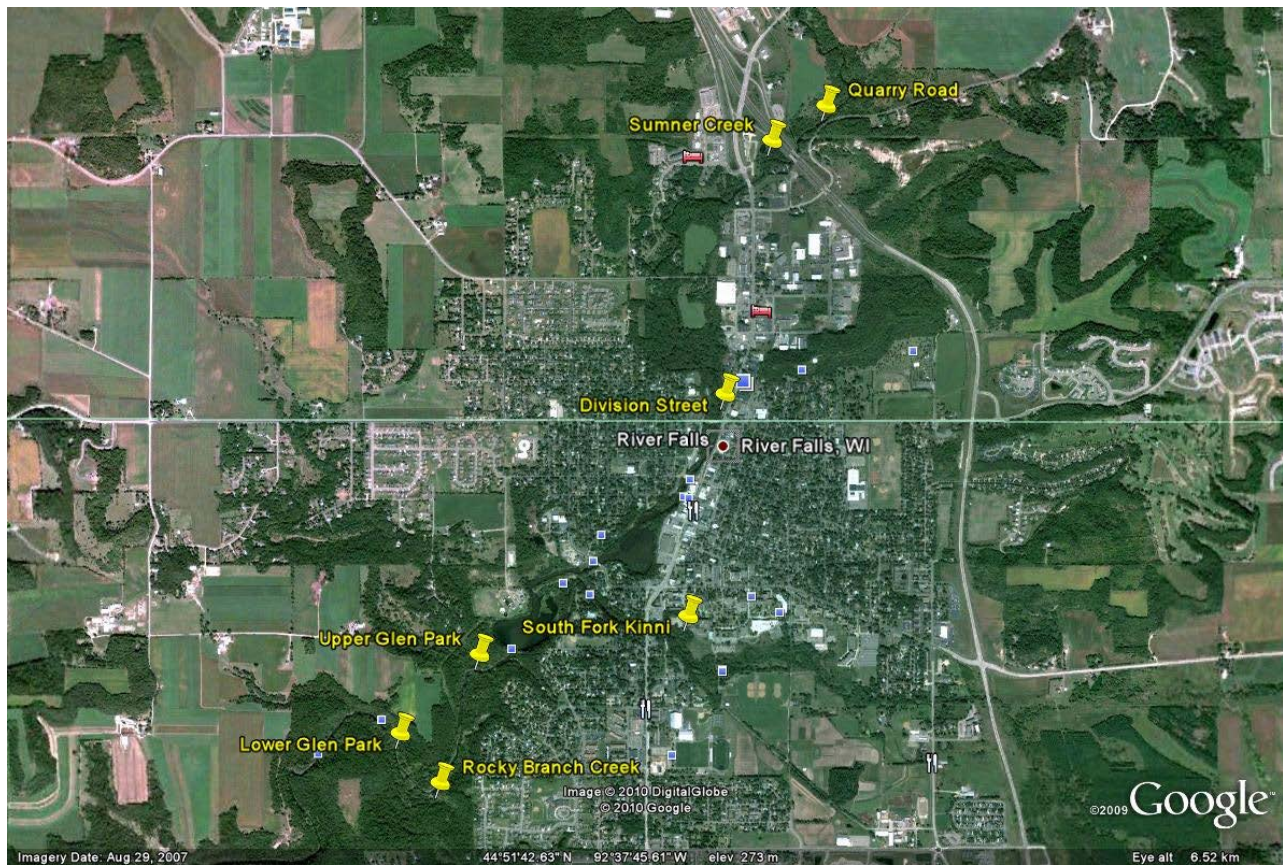 Quarry Road
Sumner Creek
Division Street
River Falls
River Falls, WI
South Fork Kinni
Upper Glen Park
Lower Glen Park
Rocky Branch Creek
Image © 2010 DigitalGlobe
© 2010 Google
©2009 Google™
Imagery Date: Aug 29, 2007 44°51'42.63" N 92°37'45.61" W elev 273 m Eye alt 6.52 km